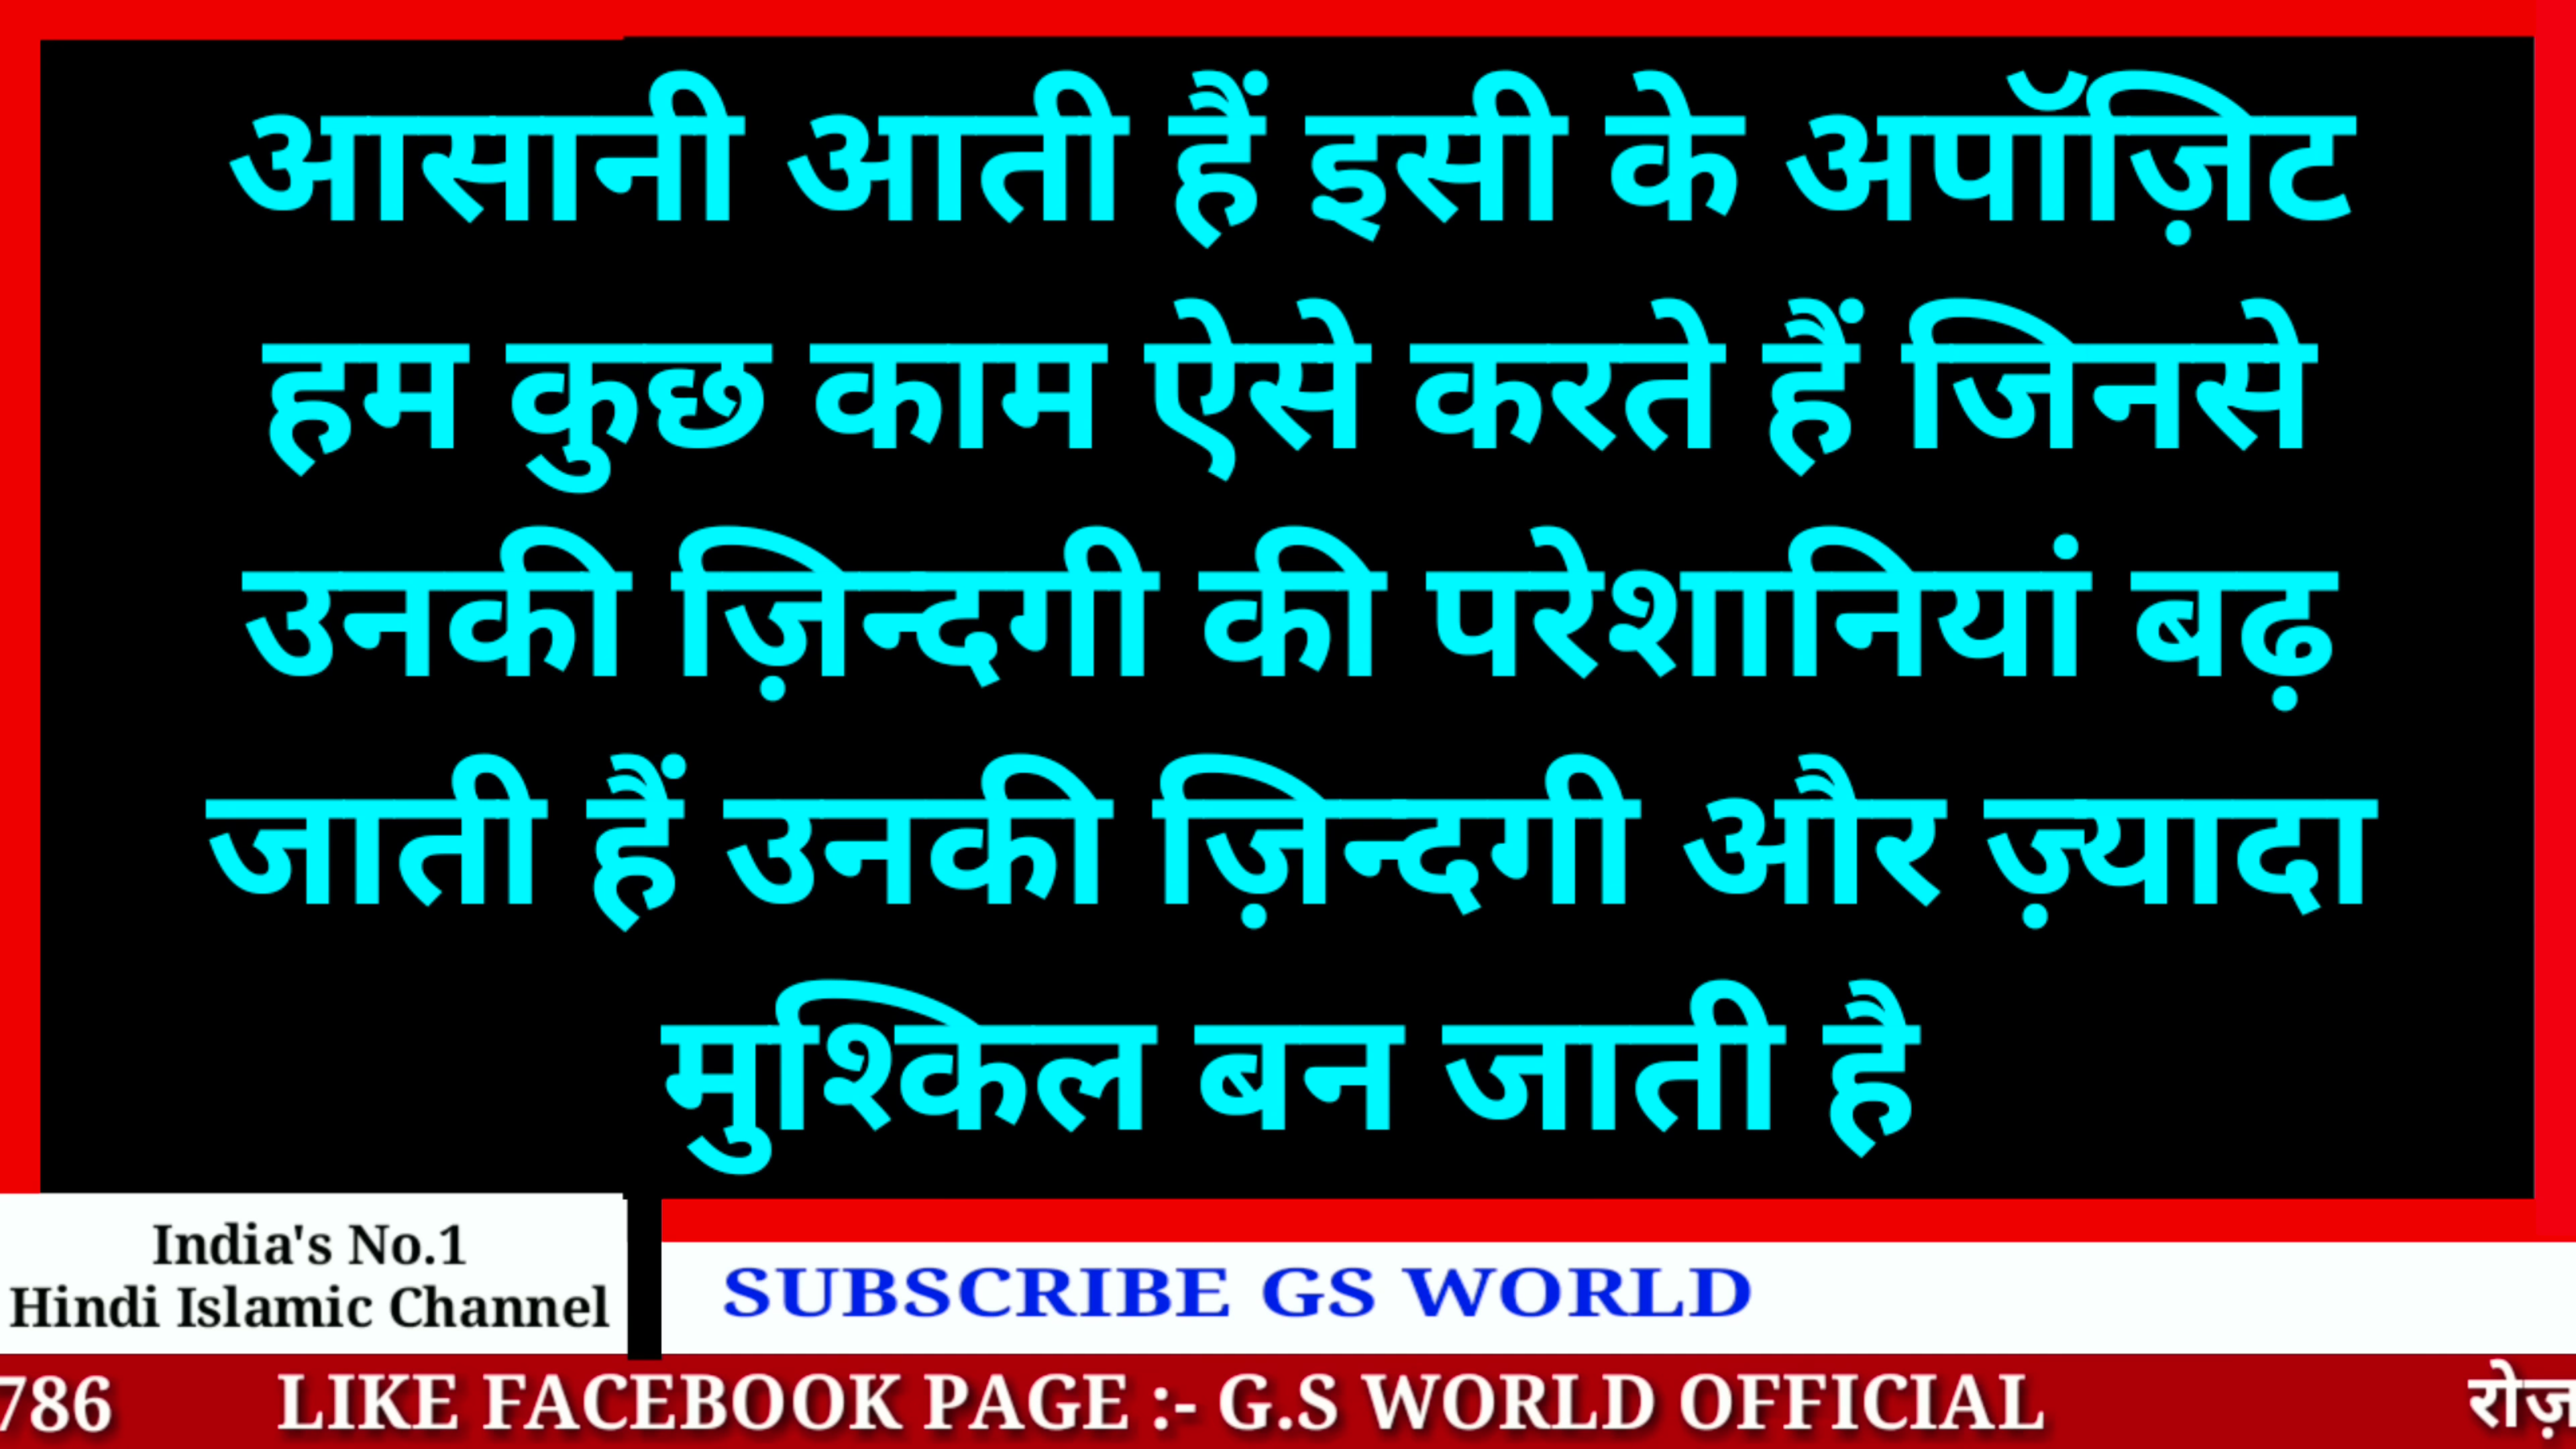 आसानी आती हैं इसी के अपॉज़िट
हम कुछ काम ऐसे करते हैं जिनसे
उनकी ज़िन्दगी की परेशानियां बढ़
जाती हैं उनकी ज़िन्दगी और ज़्यादा
मुश्किल बन जाती है
India's No.1
Hindi Islamic Channel
SUBSCRIBE GS WORLD
786 LIKE FACEBOOK PAGE :- G.S WORLD OFFICIAL रोज़